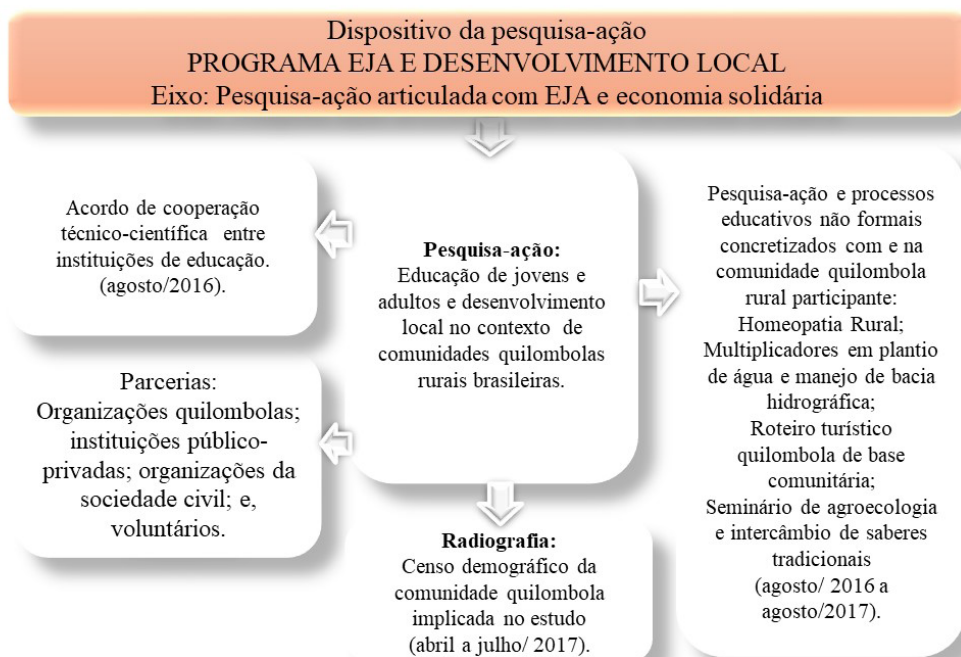 Dispositivo da pesquisa-ação
PROGRAMA EJA E DESENVOLVIMENTO LOCAL
Eixo: Pesquisa-ação articulada com EJA e economia solidária
Acordo de cooperação
técnico-científica entre
instituições de educação.
(agosto/2016).
Parcerias:
Organizações quilombolas;
instituições público-
privadas; organizações da
sociedade civil; e,
voluntários.
Pesquisa-ação:
Educação de jovens e
adultos e desenvolvimento
local no contexto de
comunidades quilombolas
rurais brasileiras.
Radiografia:
Censo demográfico da
comunidade quilombola
implicada no estudo
(abril a julho/ 2017).
Pesquisa-ação e processos
educativos não formais
concretizados com e na
comunidade quilombola
rural participante:
Homeopatia Rural;
Multiplicadores em plantio
de água e manejo de bacia
hidrográfica;
Roteiro turístico
quilombola de base
comunitária;
Seminário de agroecologia
e intercâmbio de saberes
tradicionais
(agosto/ 2016 a
agosto/2017).